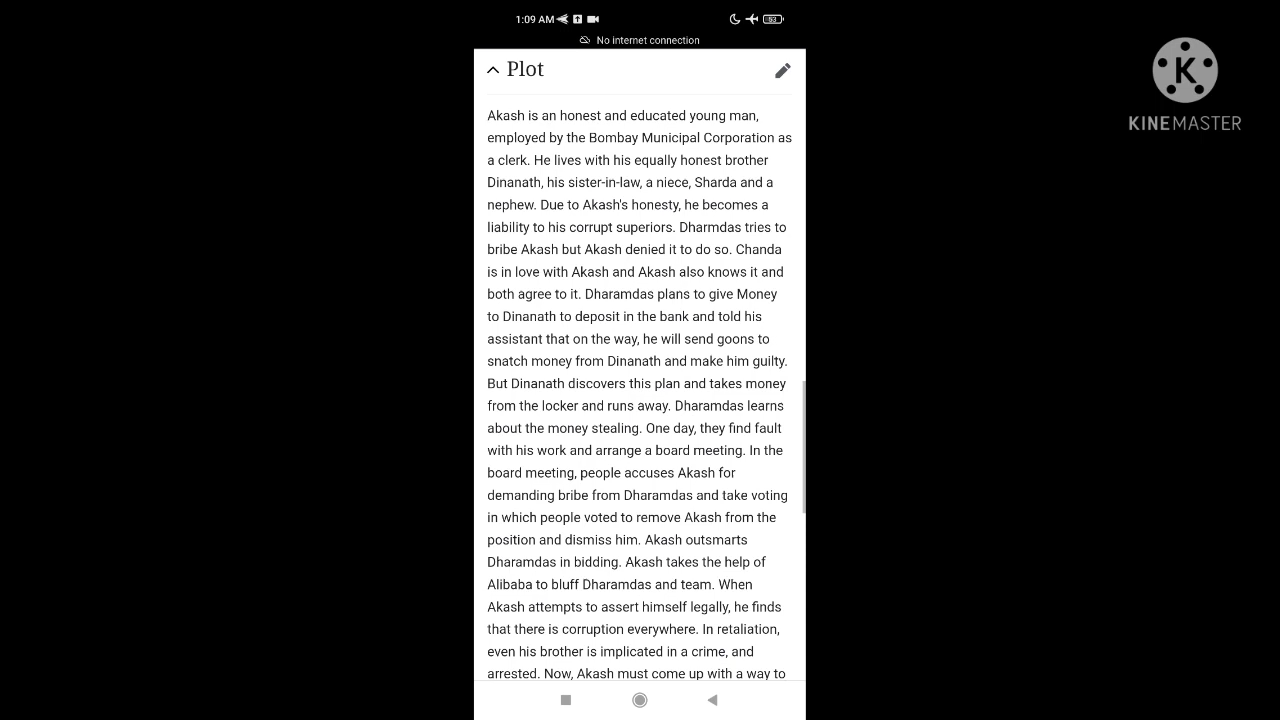 1:09 AM
53
No internet connection
Plot
K
KINEMASTER
Akash is an honest and educated young man,
employed by the Bombay Municipal Corporation as
a clerk. He lives with his equally honest brother
Dinanath, his sister-in-law, a niece, Sharda and a
nephew. Due to Akash's honesty, he becomes a
liability to his corrupt superiors. Dharmdas tries to
bribe Akash but Akash denied it to do so. Chanda
is in love with Akash and Akash also knows it and
both agree to it. Dharamdas plans to give Money
to Dinanath to deposit in the bank and told his
assistant that on the way, he will send goons to
snatch money from Dinanath and make him guilty.
But Dinanath discovers this plan and takes money
from the locker and runs away. Dharamdas learns
about the money stealing. One day, they find fault
with his work and arrange a board meeting. In the
board meeting, people accuses Akash for
demanding bribe from Dharamdas and take voting
in which people voted to remove Akash from the
position and dismiss him. Akash outsmarts
Dharamdas in bidding. Akash takes the help of
Alibaba to bluff Dharamdas and team. When
Akash attempts to assert himself legally, he finds
that there is corruption everywhere. In retaliation,
even his brother is implicated in a crime, and
arrested. Now, Akash must come up with a way to